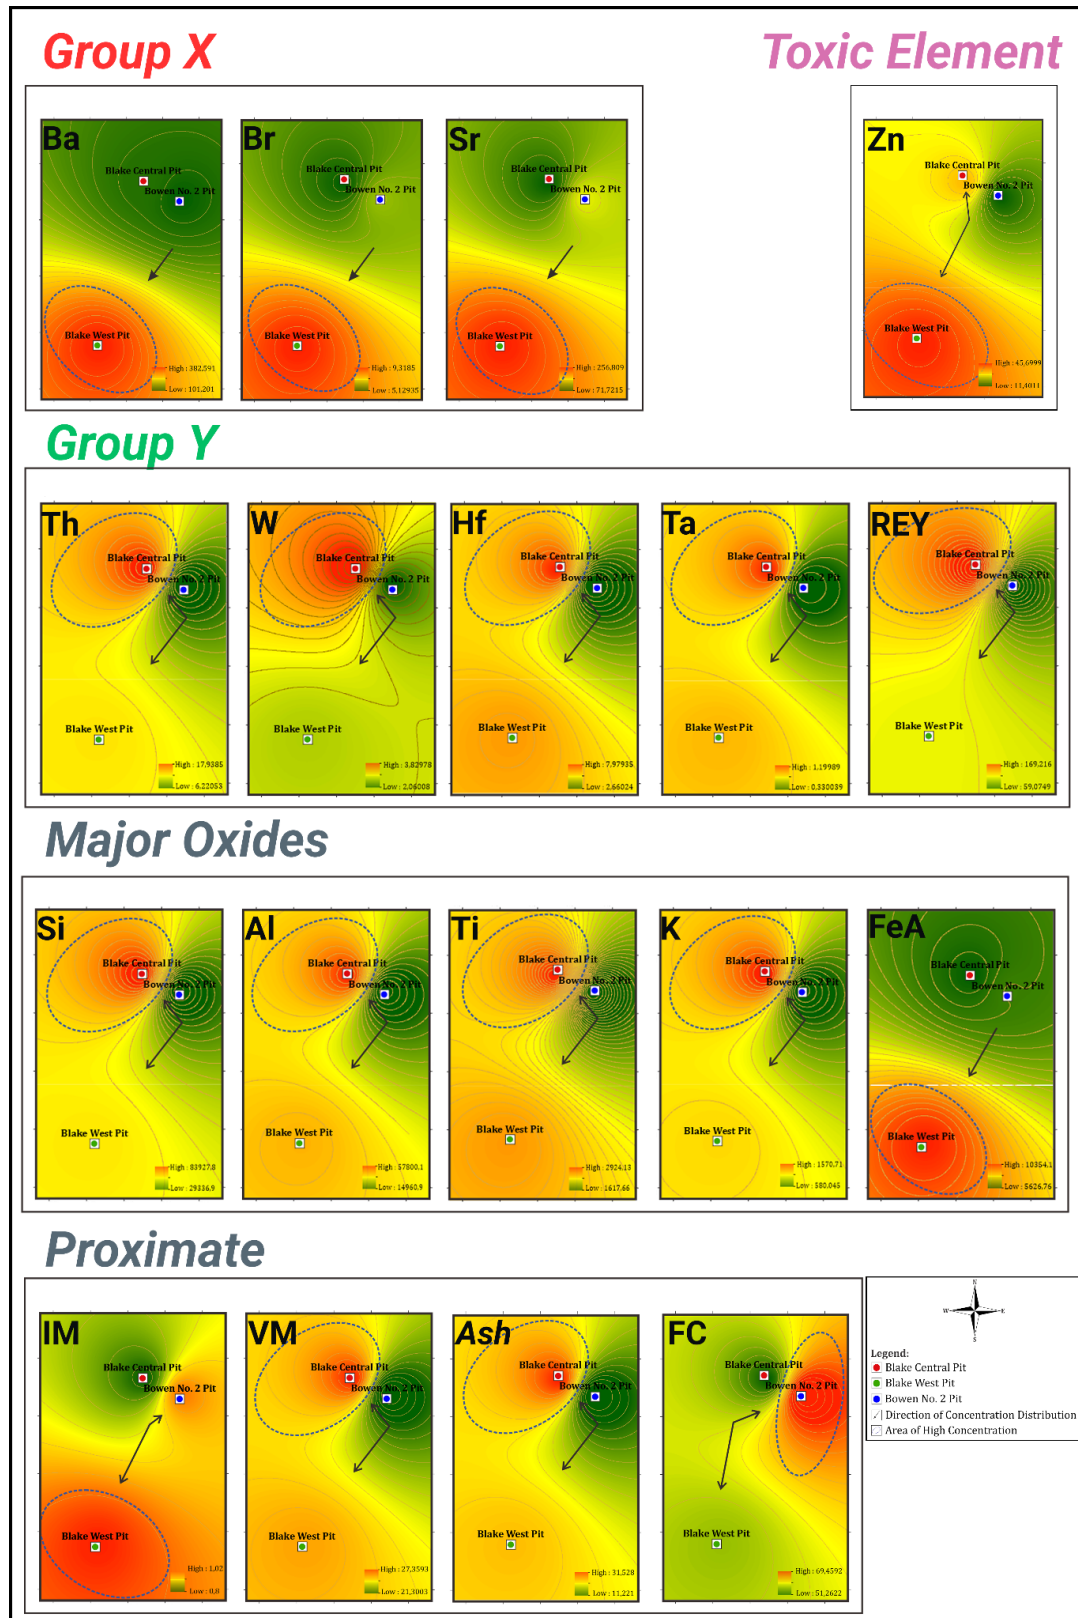 Group X
Toxic Element
Ba
Blake Central Pit
Bowen No. 2 Pit
Blake West Pit
High : 382,591
Low : 101,201
Br
Blake Central Pit
Bowen No. 2 Pit
Blake West Pit
High : 9,3185
Low : 5,12935
Sr
Blake Central Pit
Bowen No. 2 Pit
Blake West Pit
High : 256,809
Low : 71,7215
Zn
Blake Central Pit
Bowen No. 2 Pit
Blake West Pit
High : 45,6999
Low : 11,4011
Group Y
Th
Blake Central Pit
Bowen No. 2 Pit
Blake West Pit
High : 17,9385
Low : 6,22053
W
Blake Central Pit
Bowen No. 2 Pit
Blake West Pit
High : 3,82978
Low : 2,06008
Hf
Blake Central Pit
Bowen No. 2 Pit
Blake West Pit
High : 7,97935
Low : 2,66024
Ta
Blake Central Pit
Bowen No. 2 Pit
Blake West Pit
High : 1,19989
Low : 0,330039
REY
Blake Central Pit
Bowen No. 2 Pit
Blake West Pit
High : 169,216
Low : 59,0749
Major Oxides
Si
Blake Central Pit
Bowen No. 2 Pit
Blake West Pit
High : 83927,8
Low : 29336,9
Al
Blake Central Pit
Bowen No. 2 Pit
Blake West Pit
High : 57800,1
Low : 14960,9
Ti
Blake Central Pit
Bowen No. 2 Pit
Blake West Pit
High : 2924,13
Low : 1617,66
K
Blake Central Pit
Bowen No. 2 Pit
Blake West Pit
High : 1570,71
Low : 580,045
FeA
Blake Central Pit
Bowen No. 2 Pit
Blake West Pit
High : 10354,1
Low : 5626,76
Proximate
IM
Blake Central Pit
Bowen No. 2 Pit
Blake West Pit
High : 1,02
Low : 0,8
VM
Blake Central Pit
Bowen No. 2 Pit
Blake West Pit
High : 27,3593
Low : 21,3003
Ash
Blake Central Pit
Bowen No. 2 Pit
Blake West Pit
High : 31,528
Low : 11,221
FC
Blake Central Pit
Bowen No. 2 Pit
Blake West Pit
High : 69,4592
Low : 51,2622
N
W
E
S
Legend:
Blake Central Pit
Blake West Pit
Bowen No. 2 Pit
Direction of Concentration Distribution
Area of High Concentration